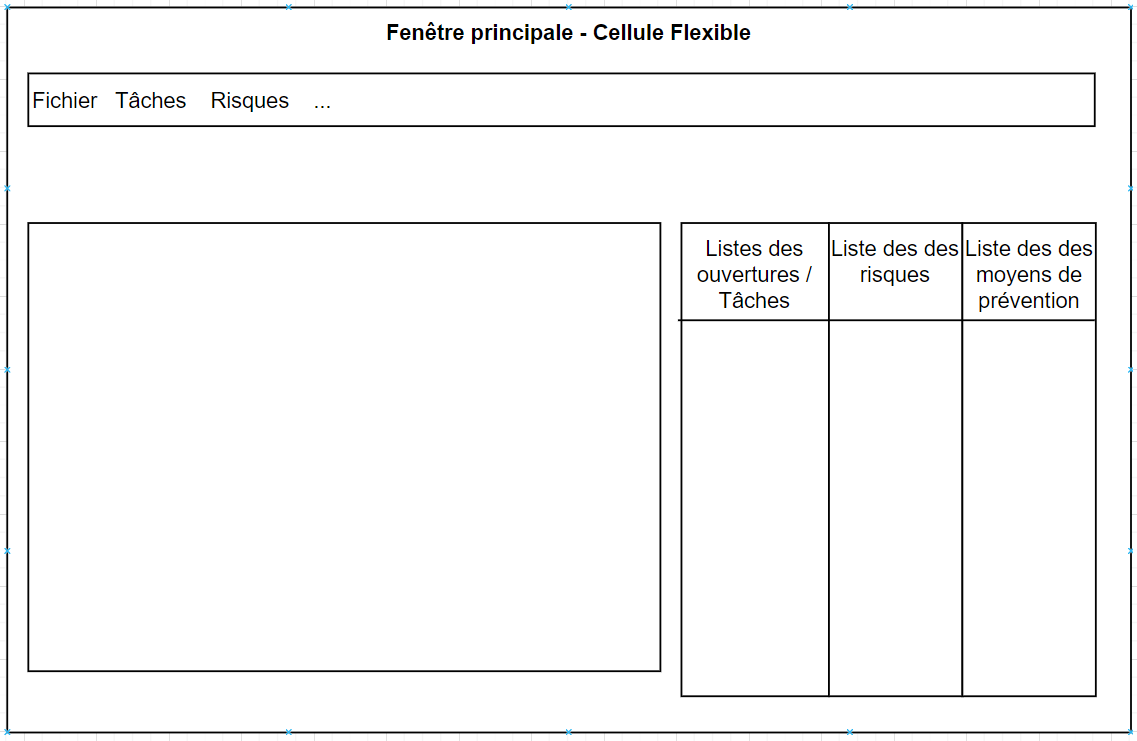 Fenêtre principale - Cellule Flexible
Fichier Tâches Risques ...
Listes des
ouvertures /
Tâches
Liste des des
risques
Liste des des
moyens de
prévention